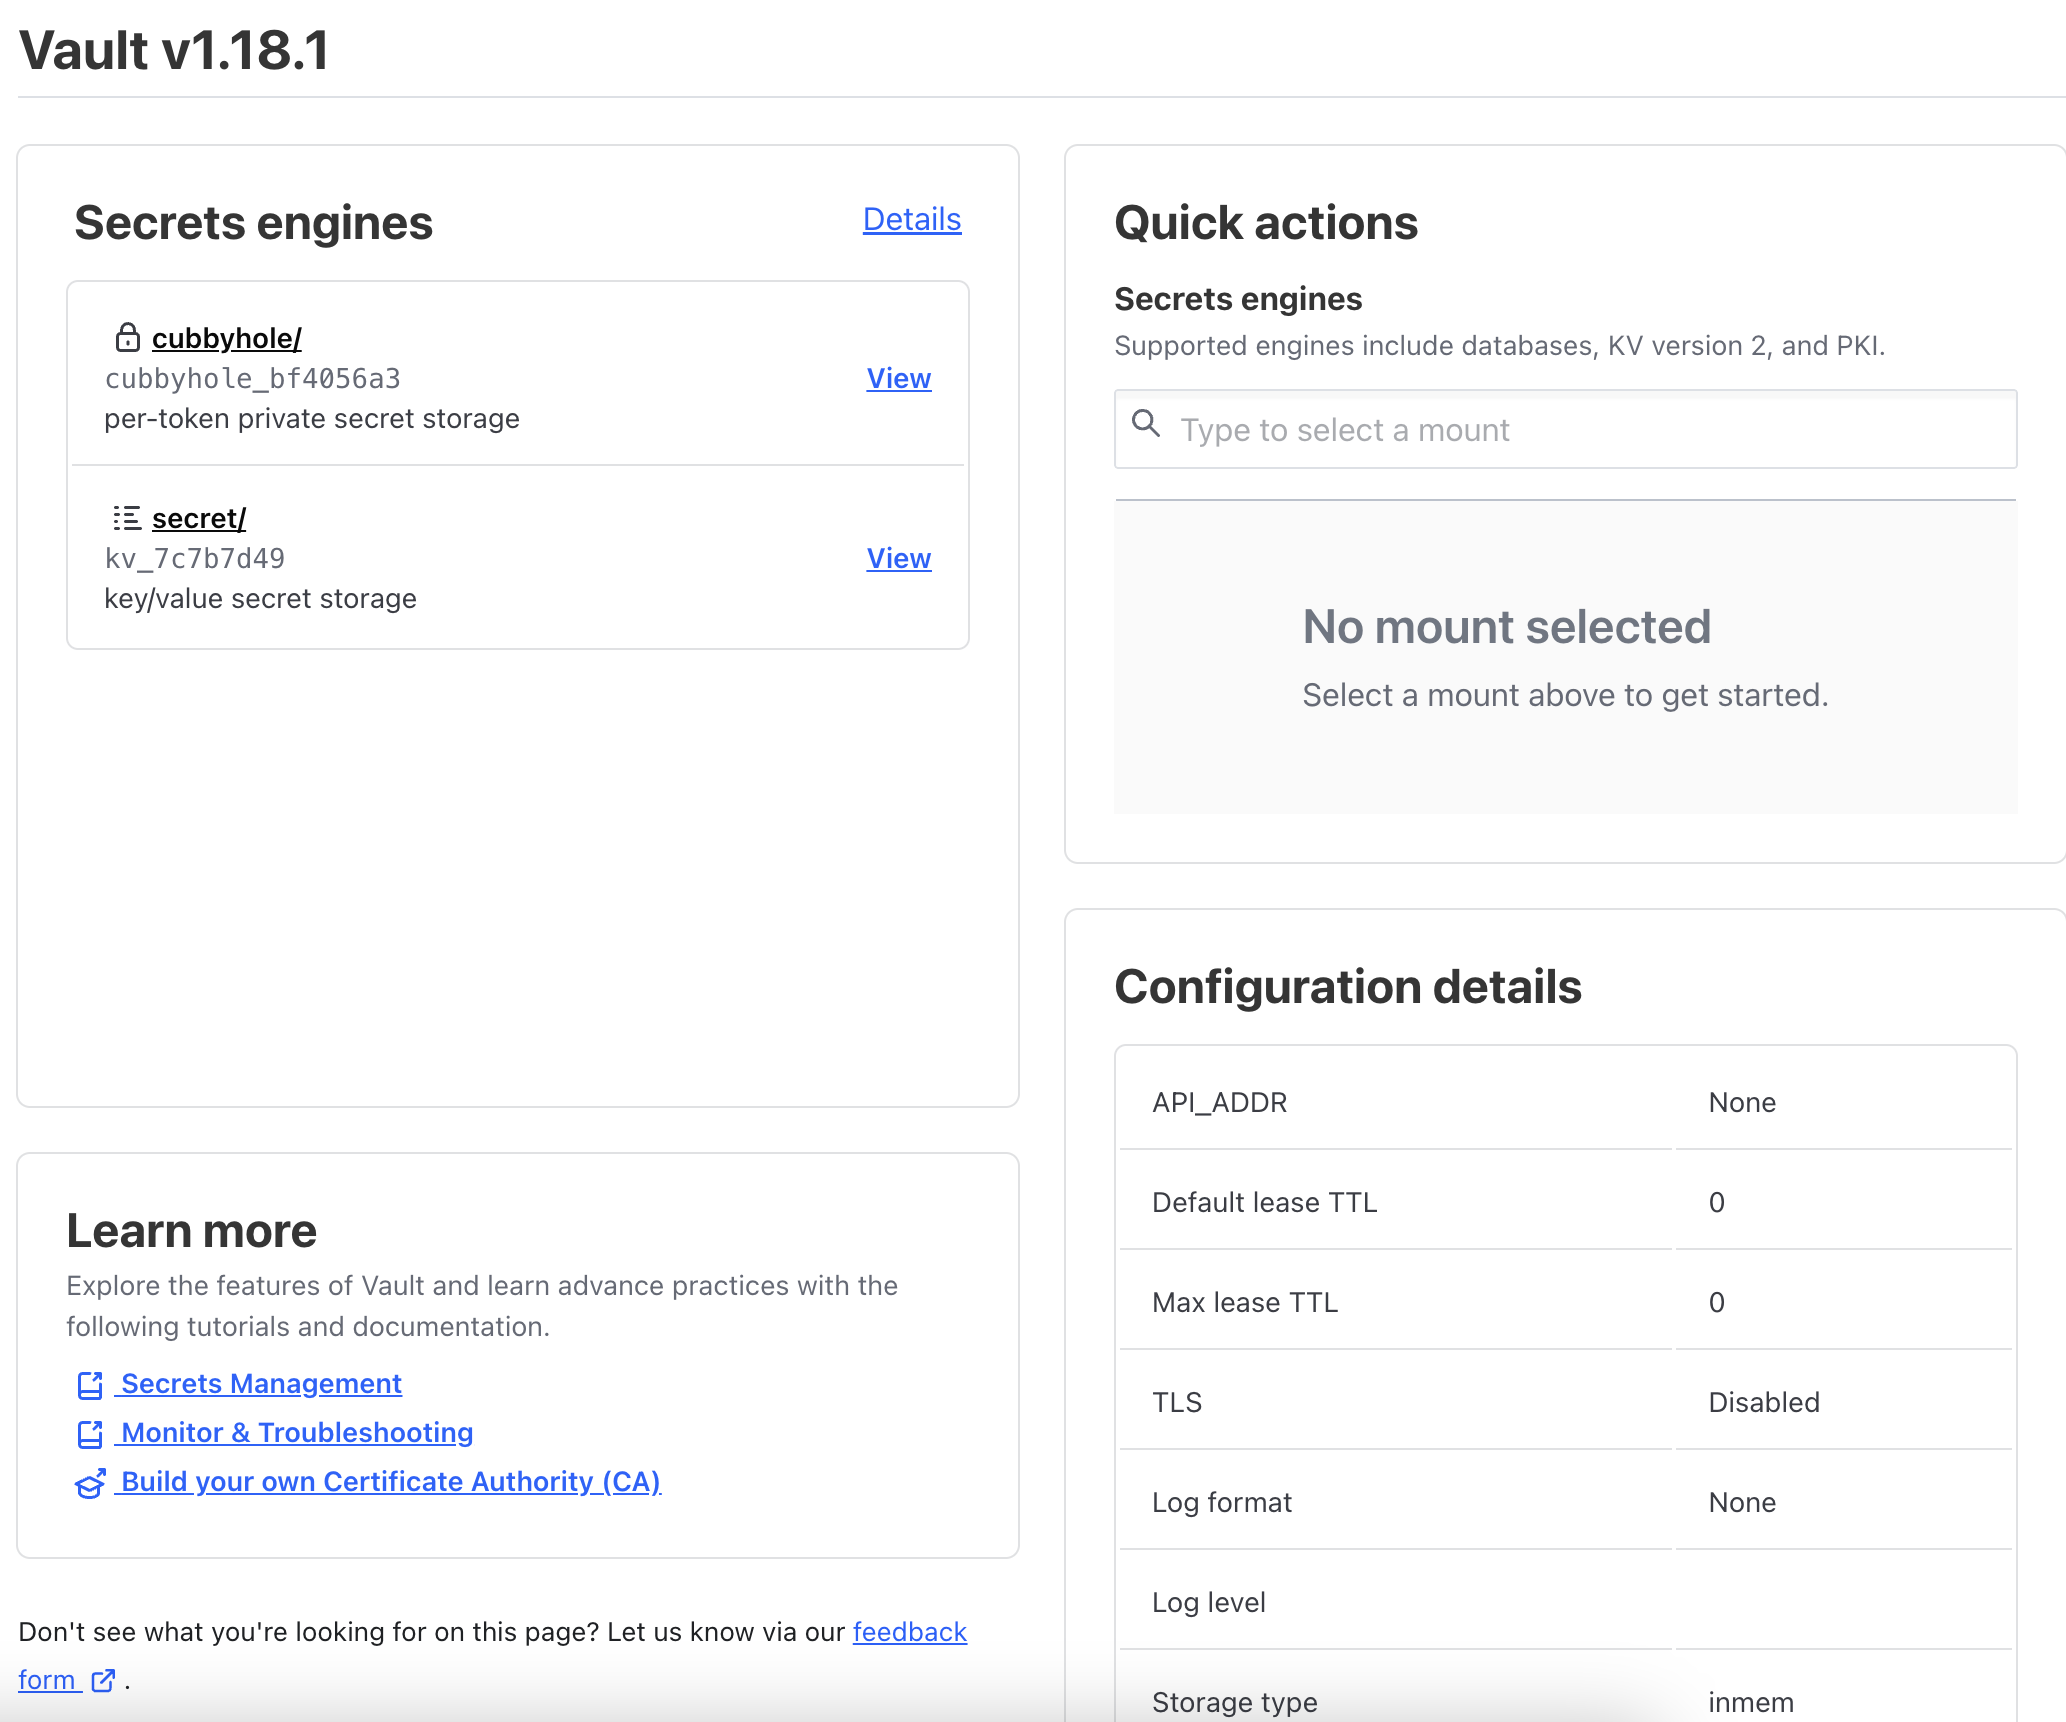 Vault v1.18.1
Secrets engines
Details
cubbyhole/
cubbyhole_bf4056a3
View
per-token private secret storage
secret/
kv_7c7b7d49
View
key/value secret storage
Learn more
Explore the features of Vault and learn advance practices with the
following tutorials and documentation.
Secrets Management
Monitor & Troubleshooting
Build your own Certificate Authority (CA)
Don't see what you're looking for on this page? Let us know via our feedback
form .
Quick actions
Secrets engines
Supported engines include databases, KV version 2, and PKI.
Type to select a mount
No mount selected
Select a mount above to get started.
Configuration details
API_ADDR None
Default lease TTL 0
Max lease TTL 0
TLS Disabled
Log format None
Log level
Storage type inmem